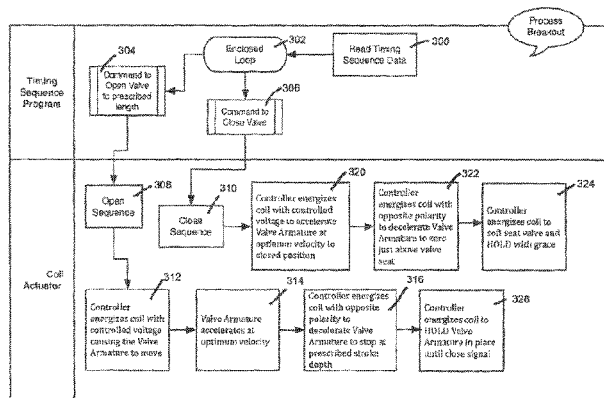 Process
Breakout
304
302
Enclosed
Loop
Read Timing
Sequence Data
300
Timing
Sequence
Program
Command to
Open Valve
to prescribed
length
306
Command to
Close Valve
Coil
Actuator
Open
Sequence
308
310
Close
Sequence
320
Controller energizes
coil with controlled
voltage to accelerate
Valve Armature at
optimum velocity to
closed position
322
Controller
energizes coil with
opposite polarity
to decelerate Valve
Armature to zero
just above valve
seat
324
Controller
energizes coil to
soft seat valve and
HOLD with grace
312
Controller
energizes coil with
controlled voltage
causing the Valve
Armature to move
314
Valve Armature
accelerates at
optimum velocity
316
Controller energizes
coil with opposite
polarity to
decelerate Valve
Armature to stop at
prescribed stroke
depth
326
Controller
energizes coil to
HOLD Valve
Armature in place
until close signal